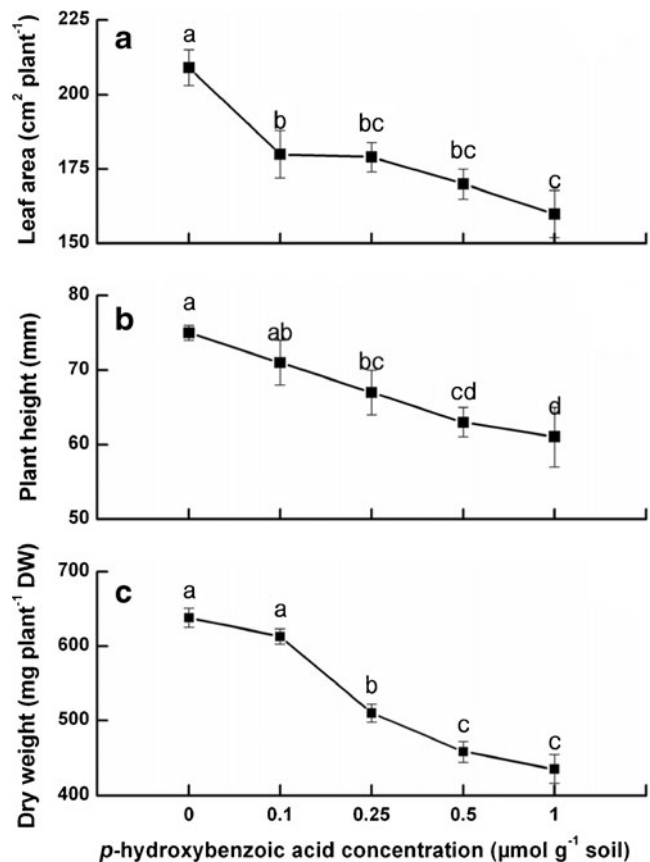 a
Leaf area (cm² plant⁻¹)
225
200
175
150
a
b
bc
bc
c
b
Plant height (mm)
80
70
60
50
a
ab
bc
cd
d
c
Dry weight (mg plant⁻¹ DW)
700
600
500
400
a
a
b
c
c
0 0.1 0.25 0.5 1
p-hydroxybenzoic acid concentration (µmol g⁻¹ soil)